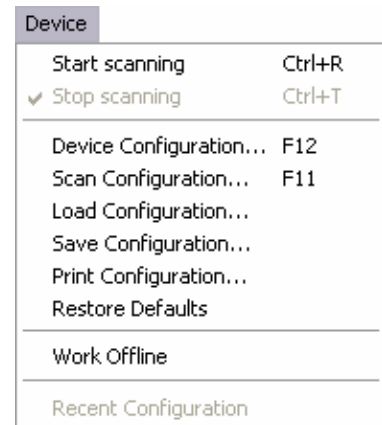 Device
Start scanning Ctrl+R
Stop scanning Ctrl+T
Device Configuration... F12
Scan Configuration... F11
Load Configuration...
Save Configuration...
Print Configuration...
Restore Defaults
Work Offline
Recent Configuration